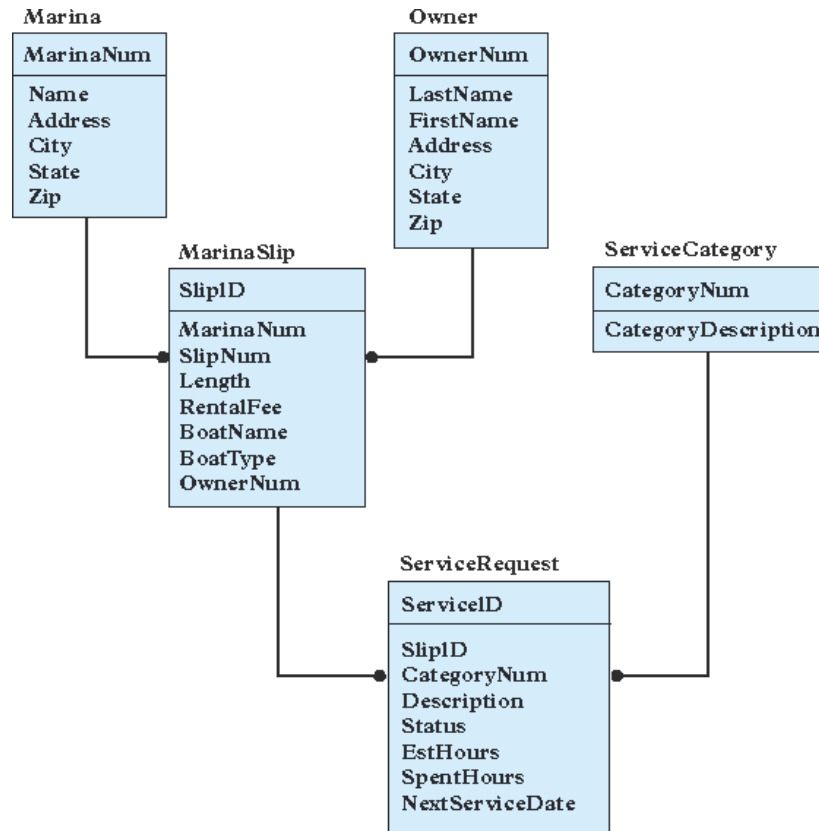 Marina
MarinaNum
Name
Address
City
State
Zip
Owner
OwnerNum
LastName
FirstName
Address
City
State
Zip
MarinaSlip
SlipID
MarinaNum
SlipNum
Length
RentalFee
BoatName
BoatType
OwnerNum
ServiceCategory
CategoryNum
CategoryDescription
ServiceRequest
ServiceID
SlipID
CategoryNum
Description
Status
EstHours
SpentHours
NextServiceDate